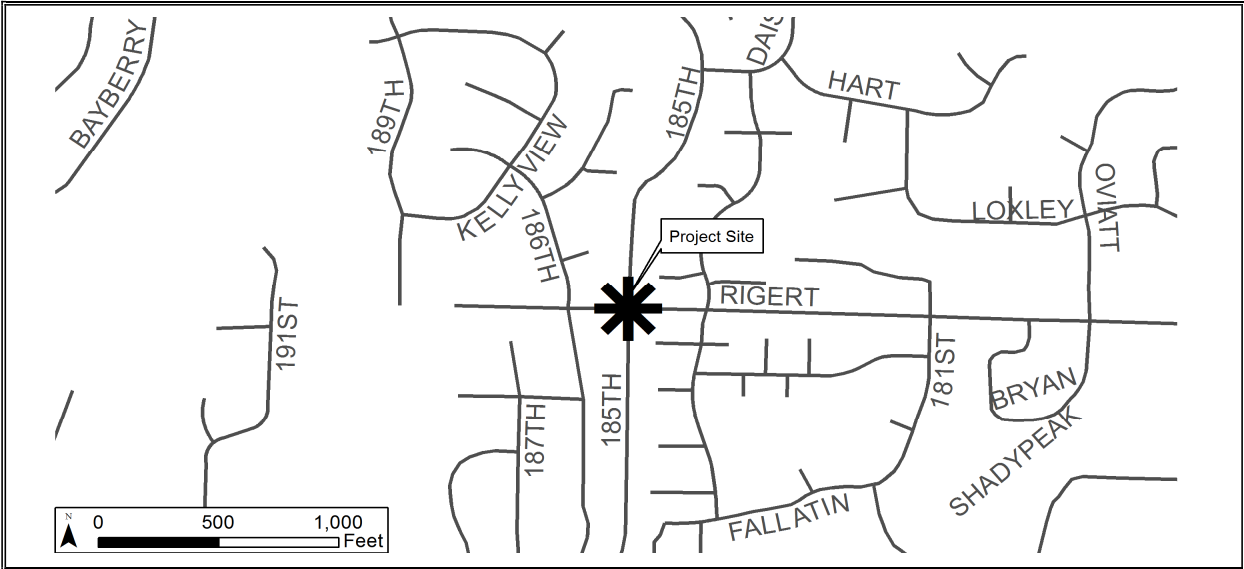 BAYBERRY
189TH
KELLY VIEW
185TH
DAIS
HART
186TH
Project Site
LOXLEY
OVIATT
RIGERT
191ST
187TH
185TH
181ST
BRYAN
SHADYPEAK
FALLATIN
N
0 500 1,000
Feet